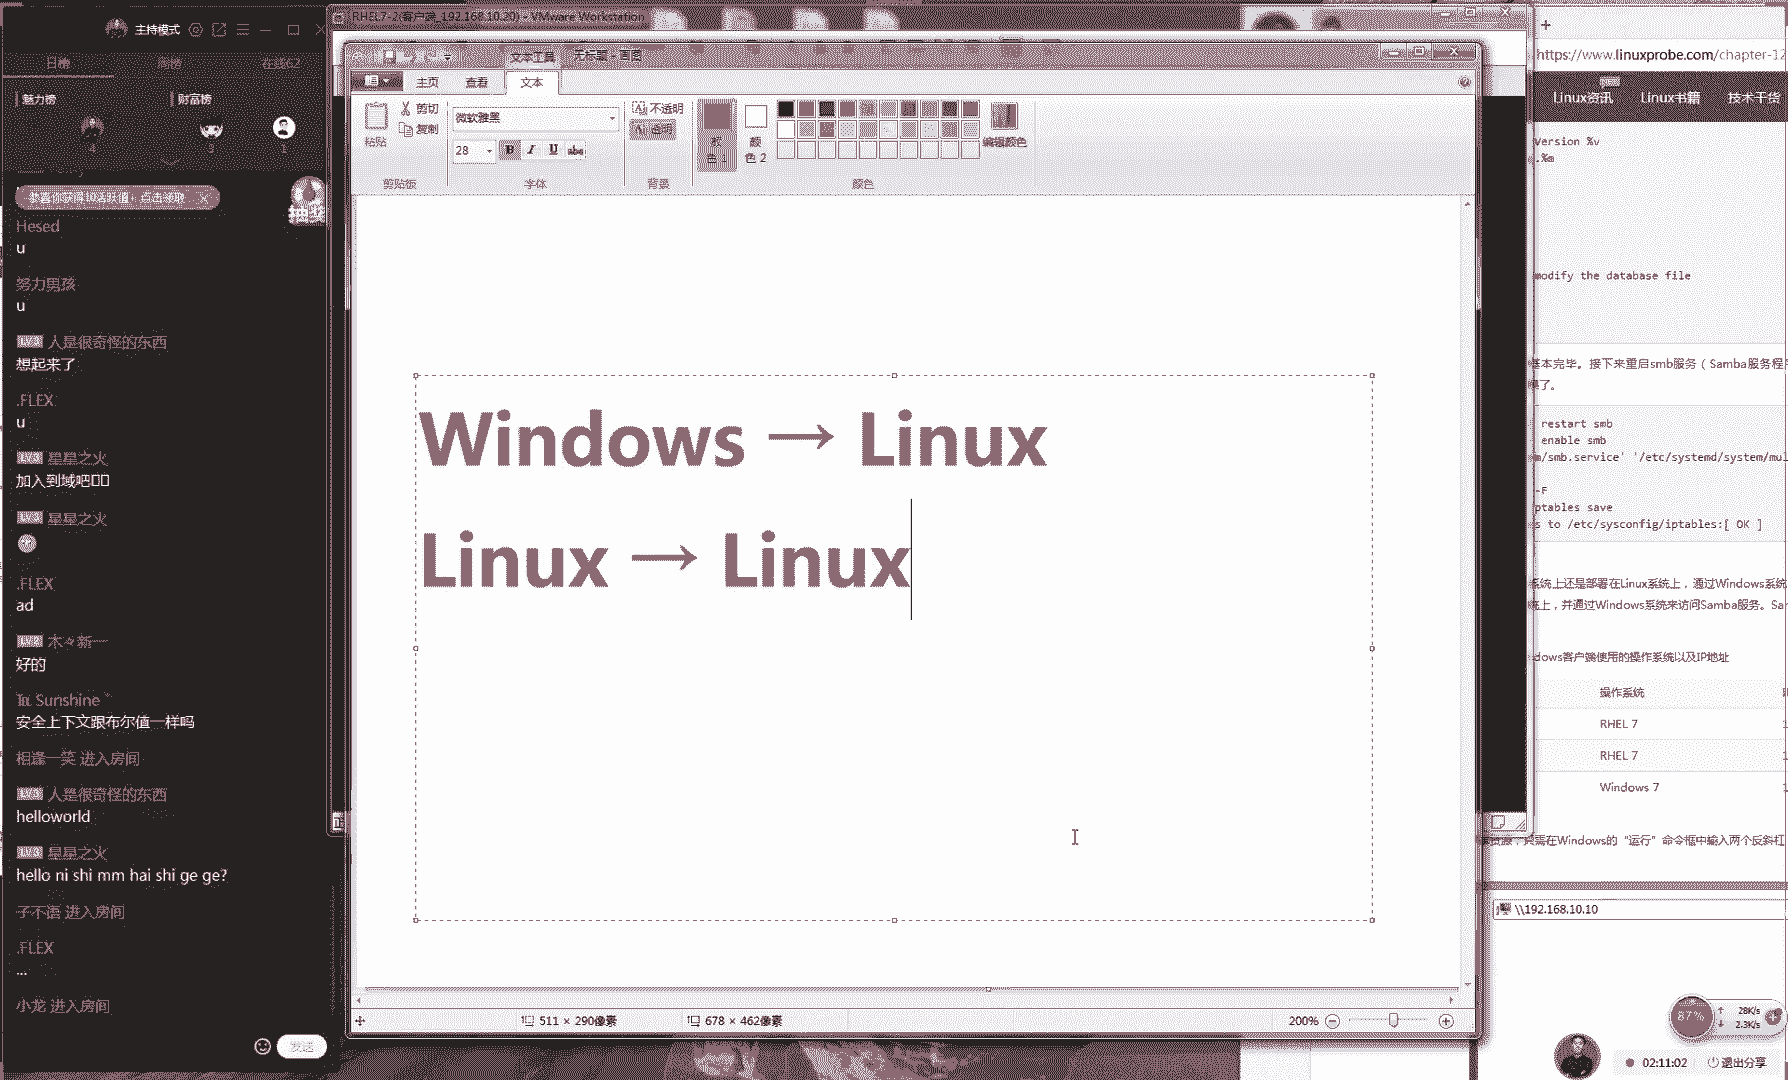 主持模式
日榜
周榜
在线62
魅力榜
财富榜
4
3
1
恭喜你获得10活跃值，点击领取
抽奖
Hesed
u
努力男孩
u
人是很奇怪的东西
想起来了
.FLEX
u
星星之火
加入到域吧
星星之火
.FLEX
ad
木々新一
好的
Sunshine
安全上下文跟布尔值一样吗
相逢一笑 进入房间
人是很奇怪的东西
helloworld
星星之火
hello ni shi mm hai shi ge ge?
子不语 进入房间
.FLEX
...
小龙 进入房间
发送
RHEL7-2(客户端_192.168.10.20) - VMware Workstation
文本工具
无标题 - 画图
主页
查看
文本
粘贴
剪切
复制
剪贴板
微软雅黑
28
B I U abc
字体
不透明
透明
背景
颜色 1
颜色 2
编辑颜色
颜色
Windows → Linux
Linux → Linux
511 × 290像素
678 × 462像素
200%
https://www.linuxprobe.com/chapter-12
Linux资讯
Linux书籍
技术干货
version %v
.%m
modify the database file
基本完毕。接下来重启smb服务（Samba服务程
了。
restart smb
enable smb
m/smb.service' '/etc/systemd/system/mul
-F
ptables save
s to /etc/sysconfig/iptables:[ OK ]
系统上还是部署在Linux系统上，通过Windows系统
统上，并通过Windows系统来访问Samba服务。Sa
dows客户端使用的操作系统以及IP地址
操作系统
RHEL 7
RHEL 7
Windows 7
资源，只需在Windows的“运行”命令框中输入两个反斜杠
\\192.168.10.10
87%
28K/s
2.3K/s
02:11:02
退出分享